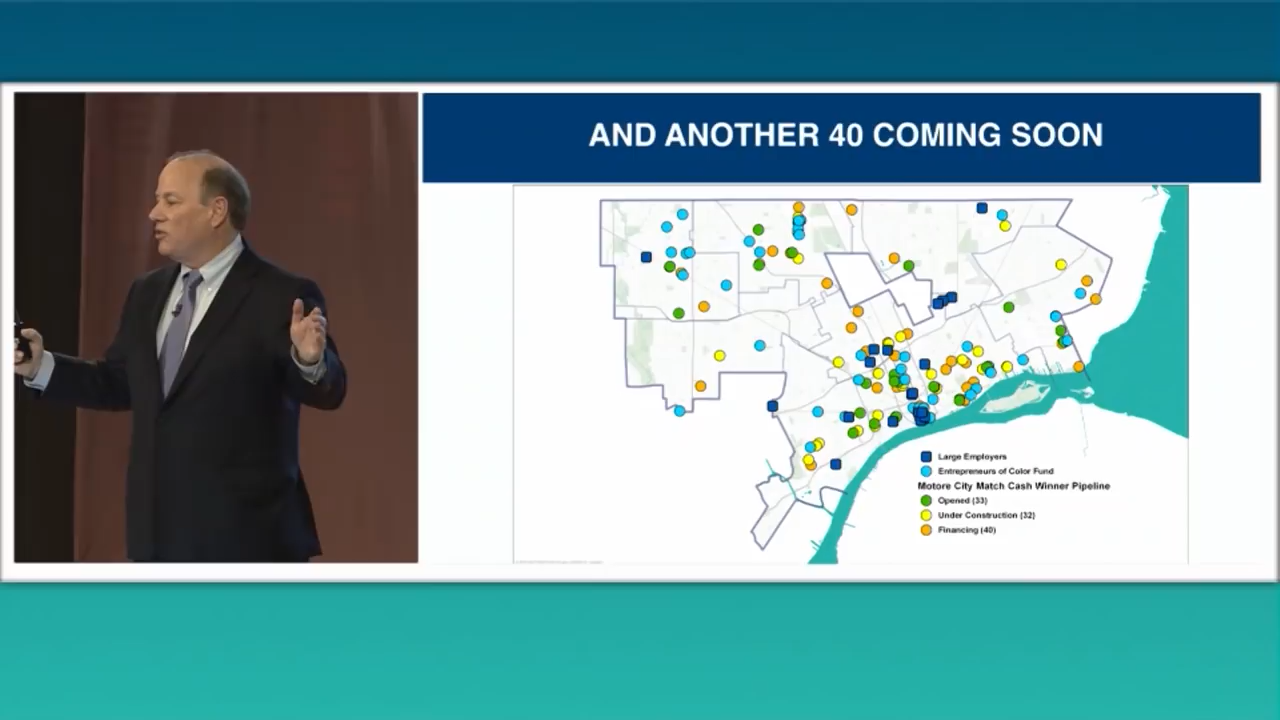 AND ANOTHER 40 COMING SOON
Large Employers
Entrepreneurs of Color Fund
Motore City Match Cash Winner Pipeline
Opened (33)
Under Construction (32)
Financing (40)